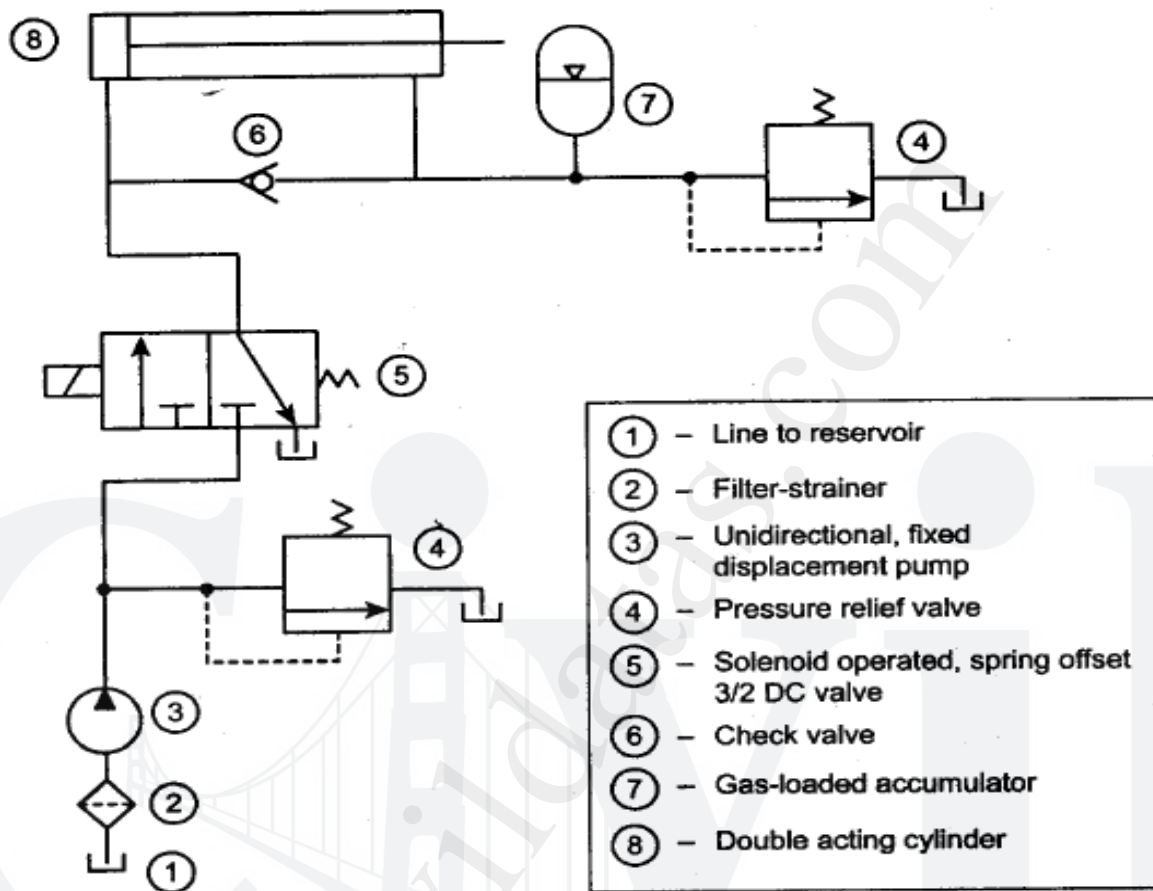 8
6
7
4
5
4
3
2
1
1 – Line to reservoir
2 – Filter-strainer
3 – Unidirectional, fixed
displacement pump
4 – Pressure relief valve
5 – Solenoid operated, spring offset
3/2 DC valve
6 – Check valve
7 – Gas-loaded accumulator
8 – Double acting cylinder